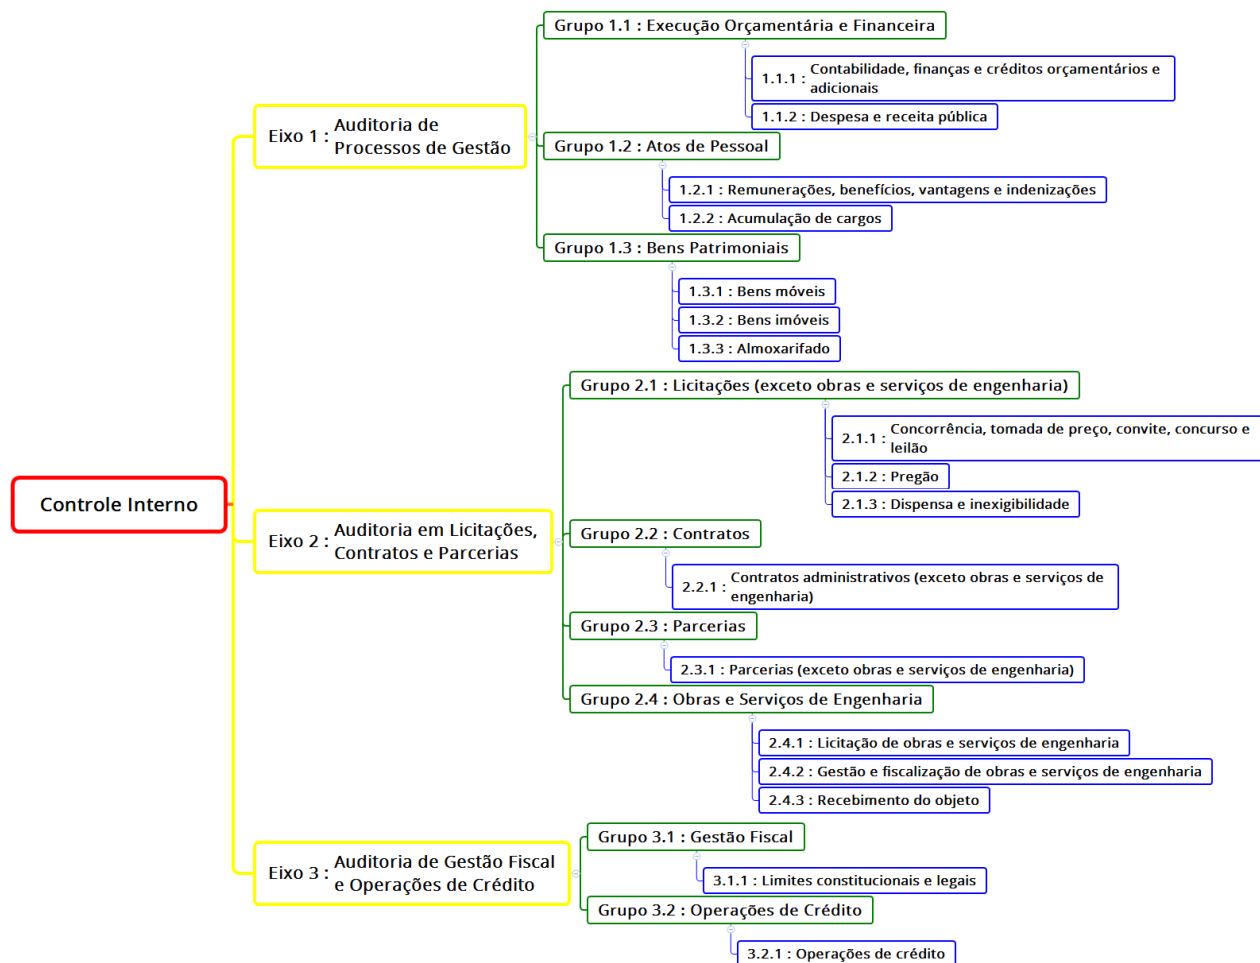 Controle Interno
Eixo 1 : Auditoria de
Processos de Gestão
Grupo 1.1 : Execução Orçamentária e Financeira
1.1.1 : Contabilidade, finanças e créditos orçamentários e
adicionais
1.1.2 : Despesa e receita pública
Grupo 1.2 : Atos de Pessoal
1.2.1 : Remunerações, benefícios, vantagens e indenizações
1.2.2 : Acumulação de cargos
Grupo 1.3 : Bens Patrimoniais
1.3.1 : Bens móveis
1.3.2 : Bens imóveis
1.3.3 : Almoxarifado
Eixo 2 : Auditoria em Licitações,
Contratos e Parcerias
Grupo 2.1 : Licitações (exceto obras e serviços de engenharia)
2.1.1 : Concorrência, tomada de preço, convite, concurso e
leilão
2.1.2 : Pregão
2.1.3 : Dispensa e inexigibilidade
Grupo 2.2 : Contratos
2.2.1 : Contratos administrativos (exceto obras e serviços de
engenharia)
Grupo 2.3 : Parcerias
2.3.1 : Parcerias (exceto obras e serviços de engenharia)
Grupo 2.4 : Obras e Serviços de Engenharia
2.4.1 : Licitação de obras e serviços de engenharia
2.4.2 : Gestão e fiscalização de obras e serviços de engenharia
2.4.3 : Recebimento do objeto
Eixo 3 : Auditoria de Gestão Fiscal
e Operações de Crédito
Grupo 3.1 : Gestão Fiscal
3.1.1 : Limites constitucionais e legais
Grupo 3.2 : Operações de Crédito
3.2.1 : Operações de crédito